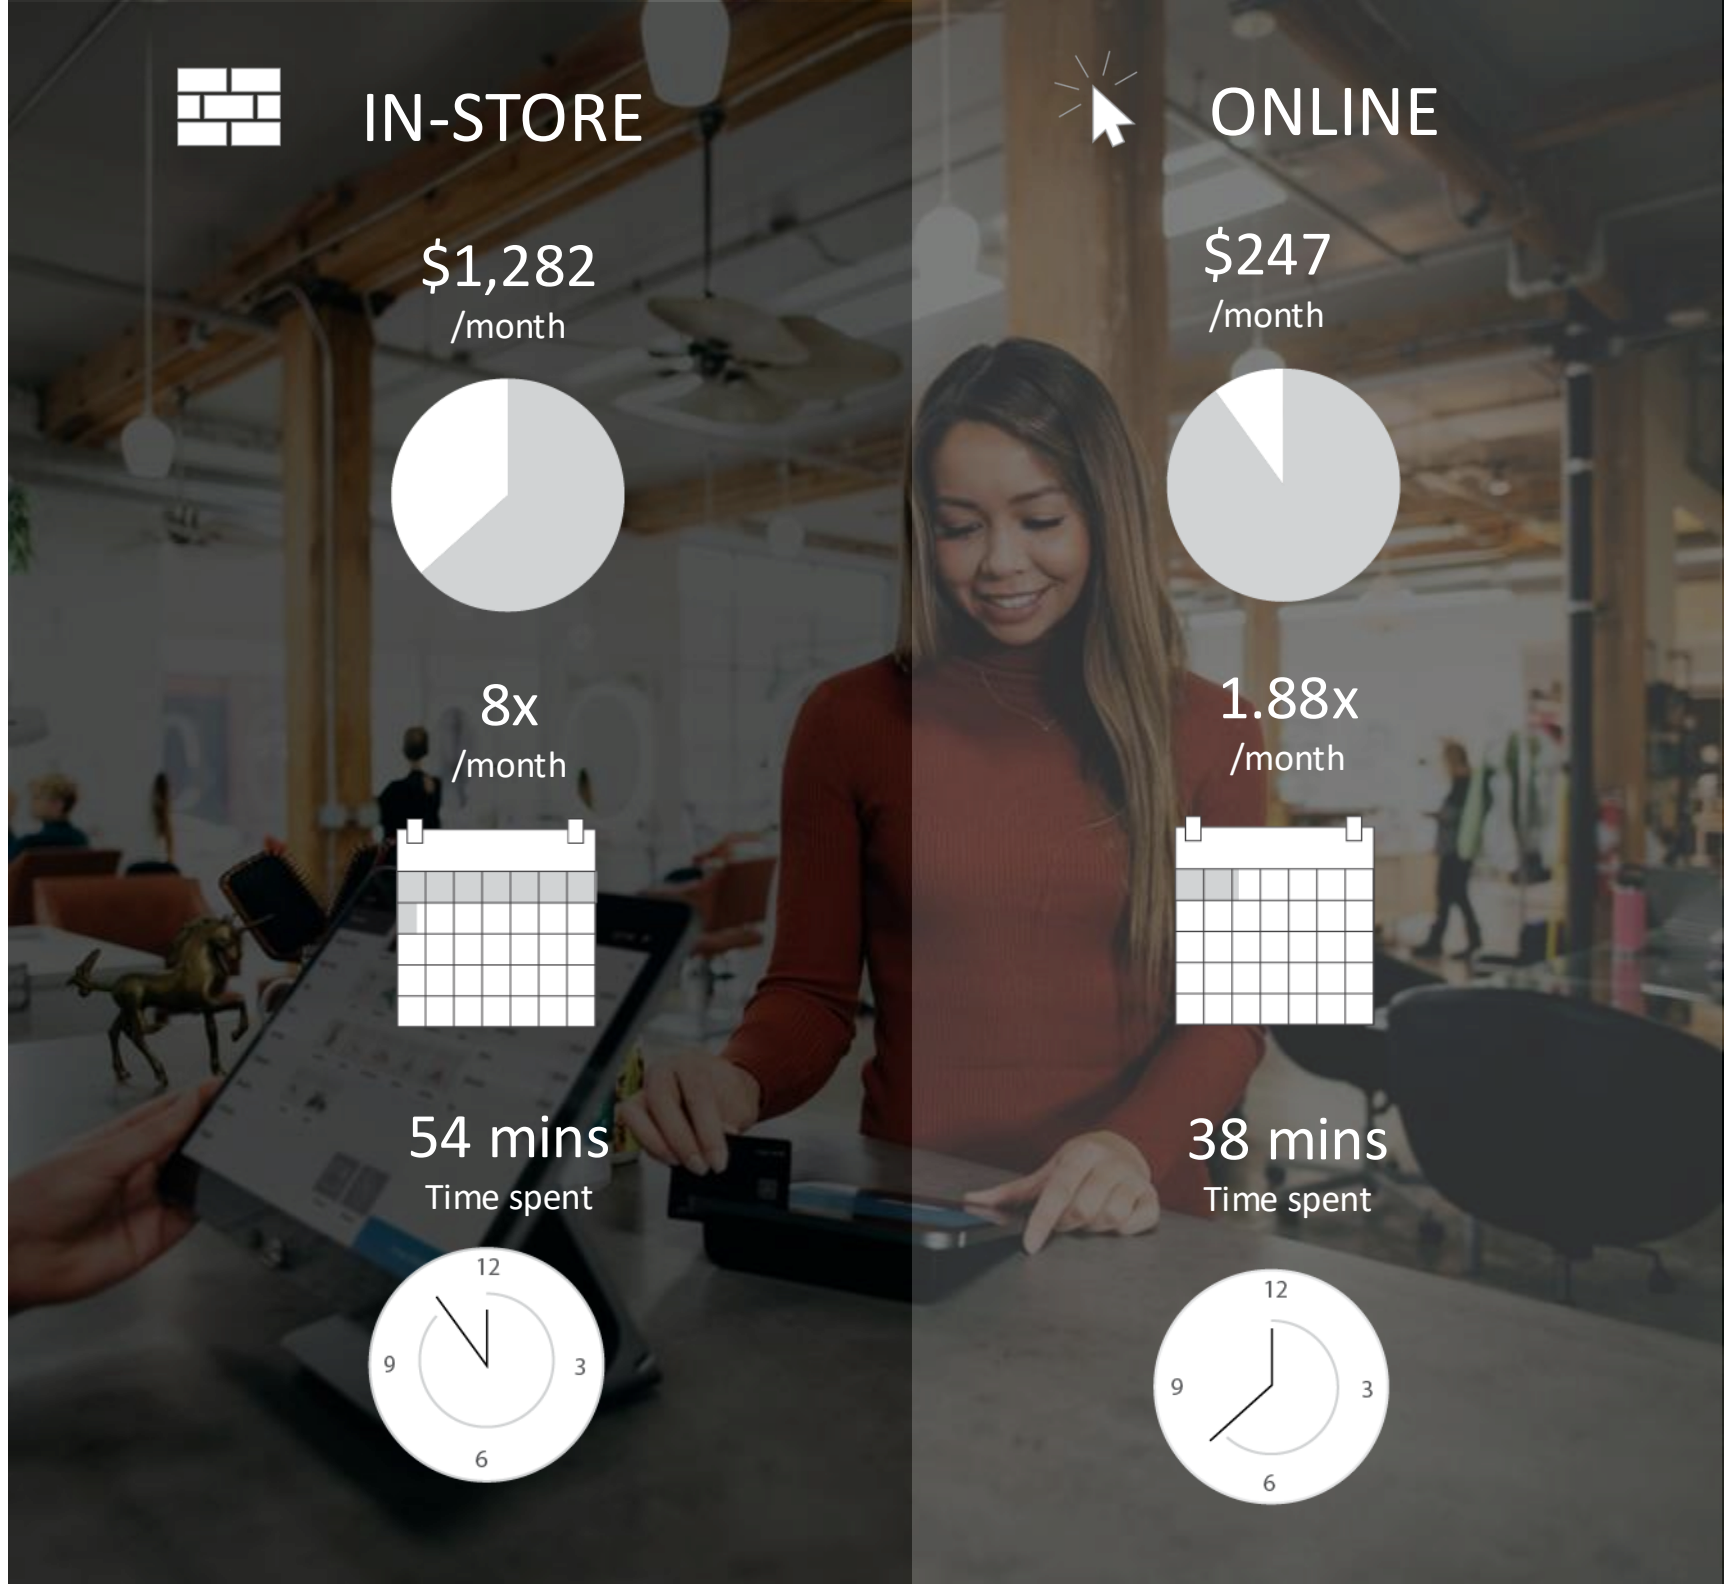 IN-STORE
$1,282
/month
8x
/month
54 mins
Time spent
12
9
3
6
ONLINE
$247
/month
1.88x
/month
38 mins
Time spent
12
9
3
6